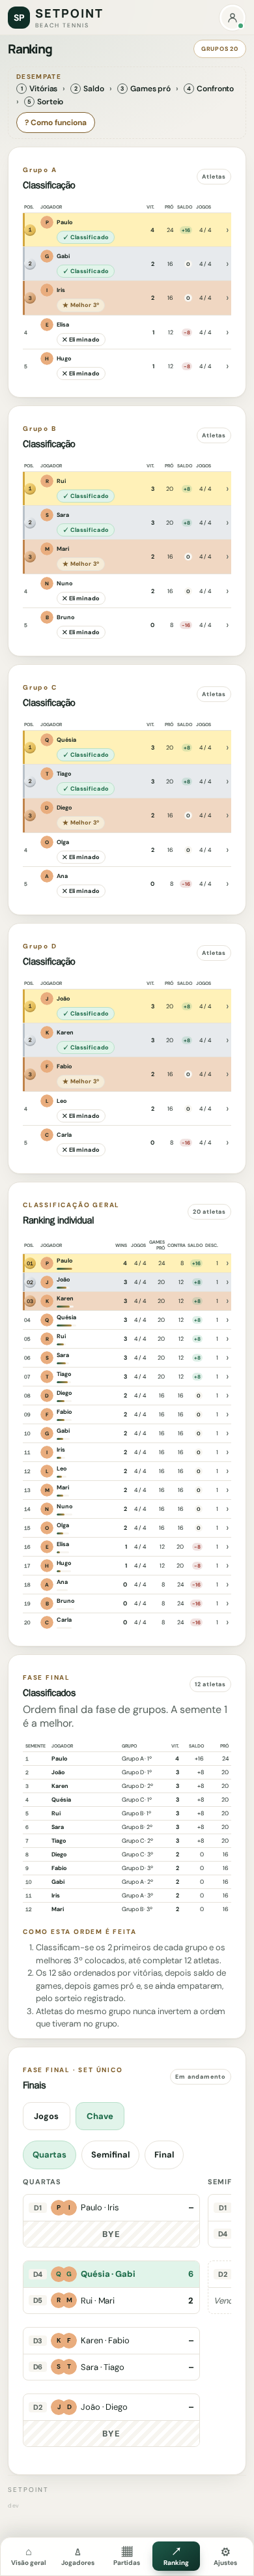 SP SETPOINT
BEACH TENNIS
Ranking
GRUPOS 20
DESEMPATE
1 Vitórias › 2 Saldo › 3 Games pró › 4 Confronto
› 5 Sorteio
? Como funciona
Grupo A
Classificação
Atletas
POS. JOGADOR VIT. PRÓ SALDO JOGOS
1 P Paulo 4 24 +16 4 / 4 ›
✓ Classificado
2 G Gabi 2 16 0 4 / 4 ›
✓ Classificado
3 I Iris 2 16 0 4 / 4 ›
★ Melhor 3º
4 E Elisa 1 12 -8 4 / 4 ›
✕ Eliminado
5 H Hugo 1 12 -8 4 / 4 ›
✕ Eliminado
Grupo B
Classificação
Atletas
POS. JOGADOR VIT. PRÓ SALDO JOGOS
1 R Rui 3 20 +8 4 / 4 ›
✓ Classificado
2 S Sara 3 20 +8 4 / 4 ›
✓ Classificado
3 M Mari 2 16 0 4 / 4 ›
★ Melhor 3º
4 N Nuno 2 16 0 4 / 4 ›
✕ Eliminado
5 B Bruno 0 8 -16 4 / 4 ›
✕ Eliminado
Grupo C
Classificação
Atletas
POS. JOGADOR VIT. PRÓ SALDO JOGOS
1 Q Quésia 3 20 +8 4 / 4 ›
✓ Classificado
2 T Tiago 3 20 +8 4 / 4 ›
✓ Classificado
3 D Diego 2 16 0 4 / 4 ›
★ Melhor 3º
4 O Olga 2 16 0 4 / 4 ›
✕ Eliminado
5 A Ana 0 8 -16 4 / 4 ›
✕ Eliminado
Grupo D
Classificação
Atletas
POS. JOGADOR VIT. PRÓ SALDO JOGOS
1 J João 3 20 +8 4 / 4 ›
✓ Classificado
2 K Karen 3 20 +8 4 / 4 ›
✓ Classificado
3 F Fabio 2 16 0 4 / 4 ›
★ Melhor 3º
4 L Leo 2 16 0 4 / 4 ›
✕ Eliminado
5 C Carla 0 8 -16 4 / 4 ›
✕ Eliminado
CLASSIFICAÇÃO GERAL
Ranking individual
20 atletas
POS. JOGADOR WINS JOGOS GAMES PRÓ CONTRA SALDO DESC.
01 P Paulo 4 4 / 4 24 8 +16 1 ›
02 J João 3 4 / 4 20 12 +8 1 ›
03 K Karen 3 4 / 4 20 12 +8 1 ›
04 Q Quésia 3 4 / 4 20 12 +8 1 ›
05 R Rui 3 4 / 4 20 12 +8 1 ›
06 S Sara 3 4 / 4 20 12 +8 1 ›
07 T Tiago 3 4 / 4 20 12 +8 1 ›
08 D Diego 2 4 / 4 16 16 0 1 ›
09 F Fabio 2 4 / 4 16 16 0 1 ›
10 G Gabi 2 4 / 4 16 16 0 1 ›
11 I Iris 2 4 / 4 16 16 0 1 ›
12 L Leo 2 4 / 4 16 16 0 1 ›
13 M Mari 2 4 / 4 16 16 0 1 ›
14 N Nuno 2 4 / 4 16 16 0 1 ›
15 O Olga 2 4 / 4 16 16 0 1 ›
16 E Elisa 1 4 / 4 12 20 -8 1 ›
17 H Hugo 1 4 / 4 12 20 -8 1 ›
18 A Ana 0 4 / 4 8 24 -16 1 ›
19 B Bruno 0 4 / 4 8 24 -16 1 ›
20 C Carla 0 4 / 4 8 24 -16 1 ›
FASE FINAL
Classificados
12 atletas
Ordem final da fase de grupos. A semente 1
é a melhor.
SEMENTE JOGADOR GRUPO VIT. SALDO PRÓ
1 Paulo Grupo A · 1º 4 +16 24
2 João Grupo D · 1º 3 +8 20
3 Karen Grupo D · 2º 3 +8 20
4 Quésia Grupo C · 1º 3 +8 20
5 Rui Grupo B · 1º 3 +8 20
6 Sara Grupo B · 2º 3 +8 20
7 Tiago Grupo C · 2º 3 +8 20
8 Diego Grupo C · 3º 2 0 16
9 Fabio Grupo D · 3º 2 0 16
10 Gabi Grupo A · 2º 2 0 16
11 Iris Grupo A · 3º 2 0 16
12 Mari Grupo B · 3º 2 0 16
COMO ESTA ORDEM É FEITA
1. Classificam-se os 2 primeiros de cada grupo e os
melhores 3º colocados, até completar 12 atletas.
2. Os 12 são ordenados por vitórias, depois saldo de
games, depois games pró e, se ainda empatarem,
pelo sorteio registrado.
3. Atletas do mesmo grupo nunca invertem a ordem
que tiveram no grupo.
FASE FINAL · SET ÚNICO
Finais
Em andamento
Jogos Chave
Quartas Semifinal Final
QUARTAS SEMIF
D1 P I Paulo · Iris –
BYE
D4 Q G Quésia · Gabi 6
D5 R M Rui · Mari 2
D3 K F Karen · Fabio –
D6 S T Sara · Tiago –
D2 J D João · Diego –
BYE
D1
D4
D2
Venc
SETPOINT
Visão geral Jogadores Partidas Ranking Ajustes